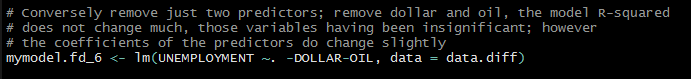 # Conversely remove just two predictors; remove dollar and oil, the model R-squared
# does not change much, those variables having been insignificant; however
# the coefficients of the predictors do change slightly
mymodel.fd_6 <- lm(UNEMPLOYMENT ~. -DOLLAR-OIL, data = data.diff)